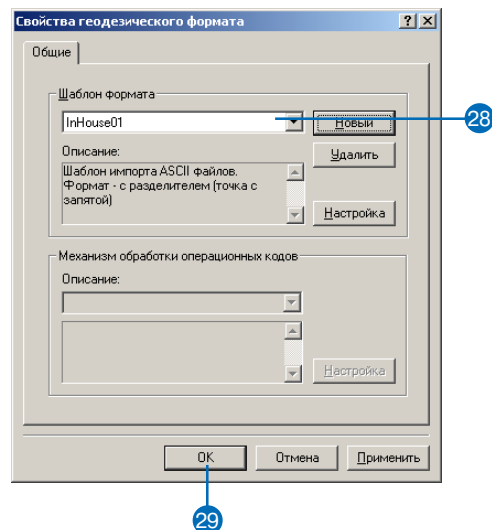 Свойства геодезического формата
Общие
Шаблон формата
InHouse01
Новый
28
Описание:
Удалить
Шаблон импорта ASCII файлов.
Формат - с разделителем (точка с
запятой)
Настройка
Механизм обработки операционных кодов
Описание:
Настройка
OK
Отмена
Применить
29